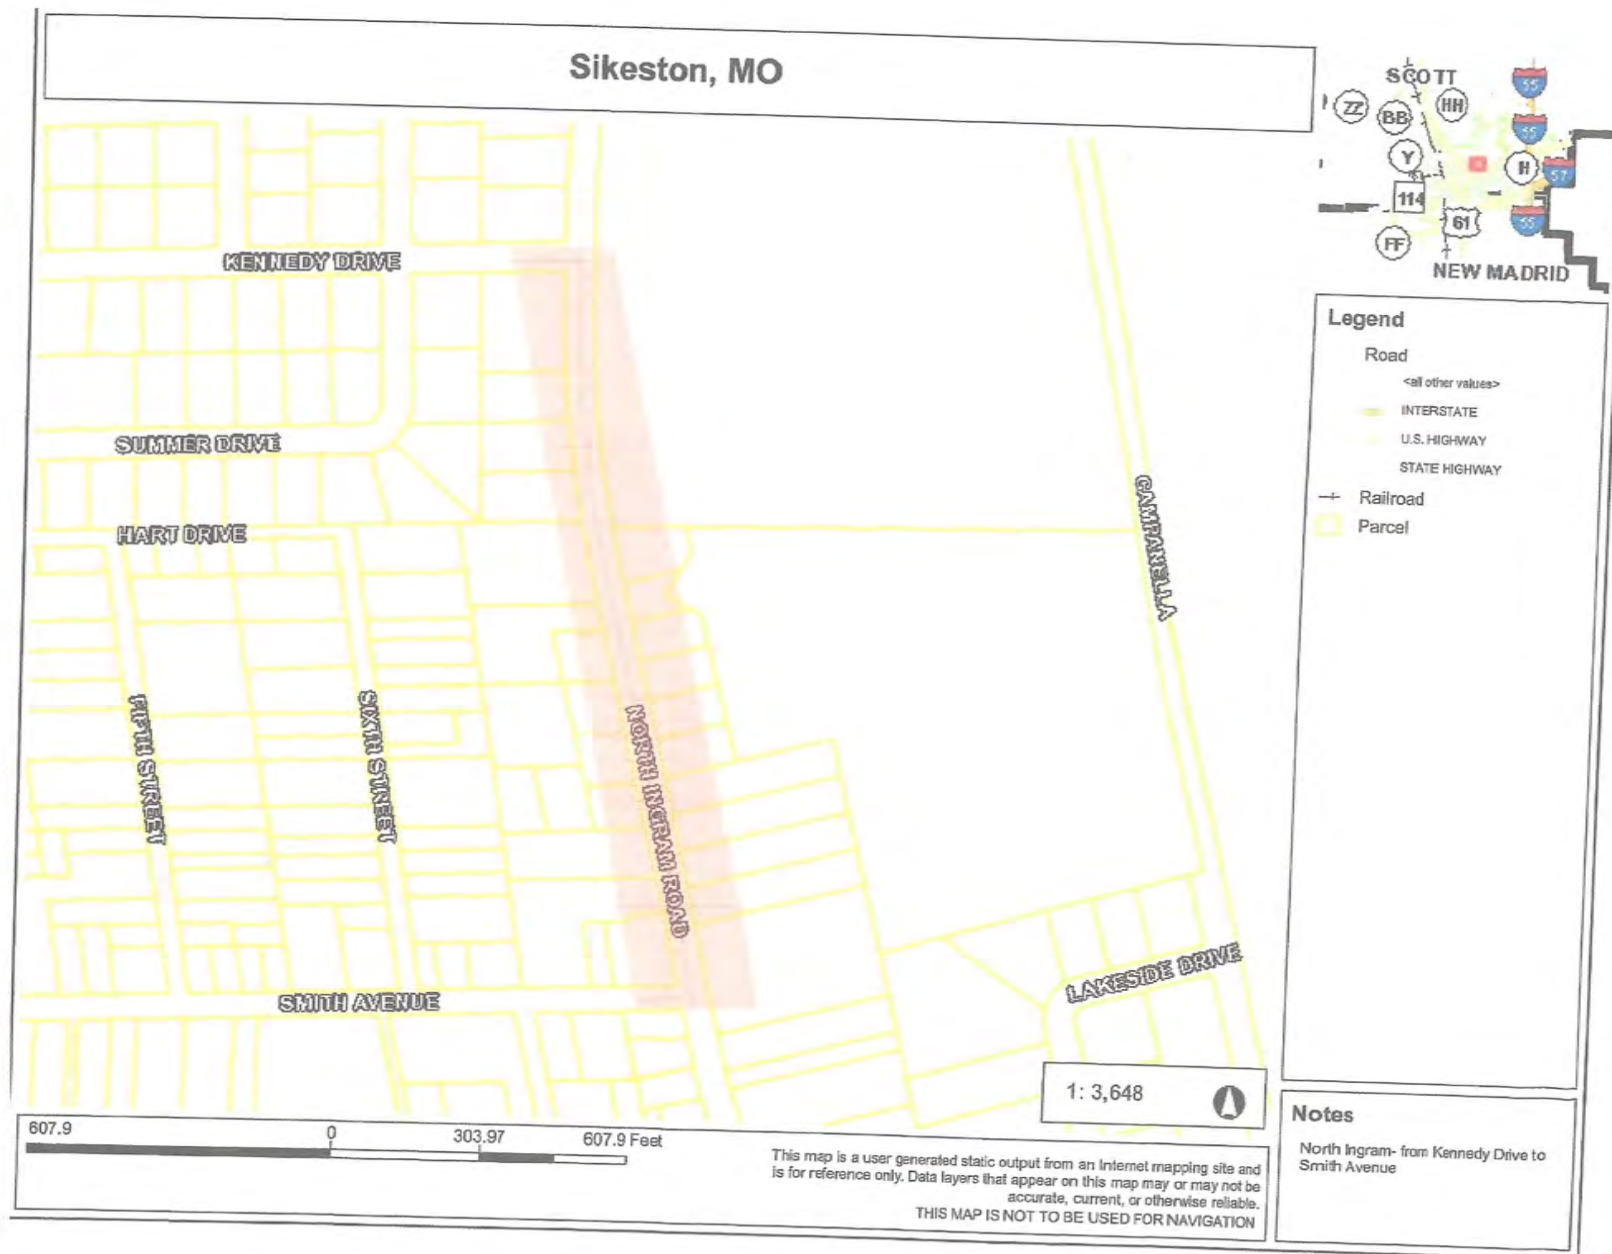 Sikeston, MO
SCOTT
55
ZZ
BB
HH
55
Y
H
57
114
61
55
FF
NEW MADRID
KENNEDY DRIVE
SUMMER DRIVE
HART DRIVE
CAMPANELLA
FIFTH STREET
SIXTH STREET
NORTH INGRAM ROAD
LAKESIDE DRIVE
SMITH AVENUE
Legend
Road
<all other values>
INTERSTATE
U.S. HIGHWAY
STATE HIGHWAY
Railroad
Parcel
1: 3,648
607.9
0
303.97
607.9 Feet
This map is a user generated static output from an Internet mapping site and
is for reference only. Data layers that appear on this map may or may not be
accurate, current, or otherwise reliable.
THIS MAP IS NOT TO BE USED FOR NAVIGATION
Notes
North Ingram- from Kennedy Drive to
Smith Avenue